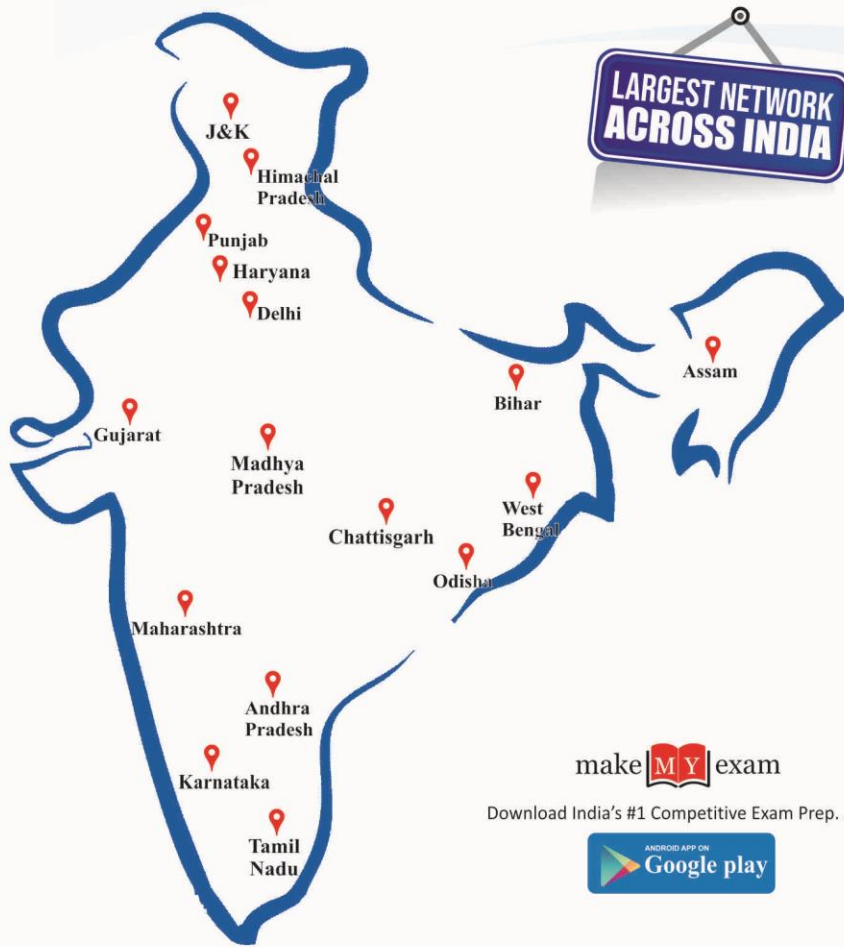 LARGEST NETWORK
ACROSS INDIA
J&K
Himachal
Pradesh
Punjab
Haryana
Delhi
Assam
Bihar
Gujarat
Madhya
Pradesh
West
Bengal
Chattisgarh
Odisha
Maharashtra
Andhra
Pradesh
Karnataka
Tamil
Nadu
make MY exam
Download India's #1 Competitive Exam Prep.
ANDROID APP ON
Google play